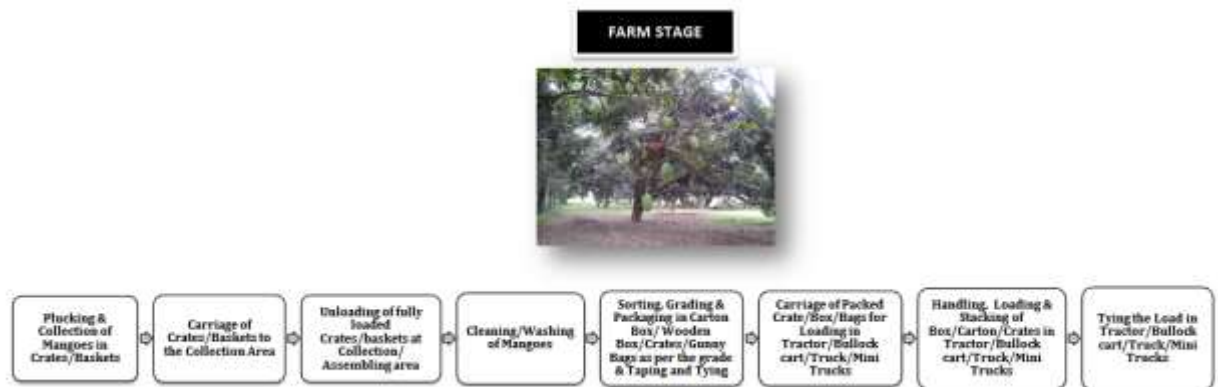 FARM STAGE
Plucking &
Collection of
Mangoes in
Crates/Baskets
Carriage of
Crates/Baskets to
the Collection Area
Unloading of fully
loaded
Crates/baskets at
Collection/
Assembling area
Cleaning/Washing
of Mangoes
Sorting, Grading &
Packaging in Carton
Box/ Wooden
Box/Crates/Gunny
Bags as per the grade
& Taping and Tying
Carriage of Packed
Crate/Box/Bags for
Loading in
Tractor/Bullock
cart/Truck/Mini
Trucks
Handling, Loading &
Stacking of
Box/Carton/Crates in
Tractor/Bullock
cart/Truck/Mini
Trucks
Tying the Load in
Tractor/Bullock
cart/Truck/Mini
Trucks